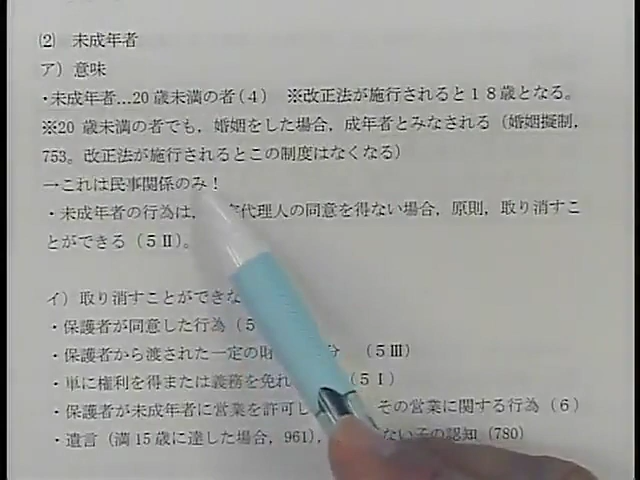 (2) 未成年者
ア）意味
・未成年者…20 歳未満の者(４) ※改正法が施行されると１８歳となる。
※20 歳未満の者でも，婚姻をした場合，成年者とみなされる（婚姻擬制，
753。改正法が施行されるとこの制度はなくなる）
→これは民事関係のみ！
・未成年者の行為は， 代理人の同意を得ない場合，原則，取り消すこ
とができる（５Ⅱ）。
イ）取り消すことができ
・保護者が同意した行為（５
・保護者から渡された一定の財 分 （５Ⅲ）
・単に権利を得または義務を免れ （５Ⅰ）
・保護者が未成年者に営業を許可し その営業に関する行為（６）
・遺言（満 15 歳に達した場合，961）， ない子の認知（780）